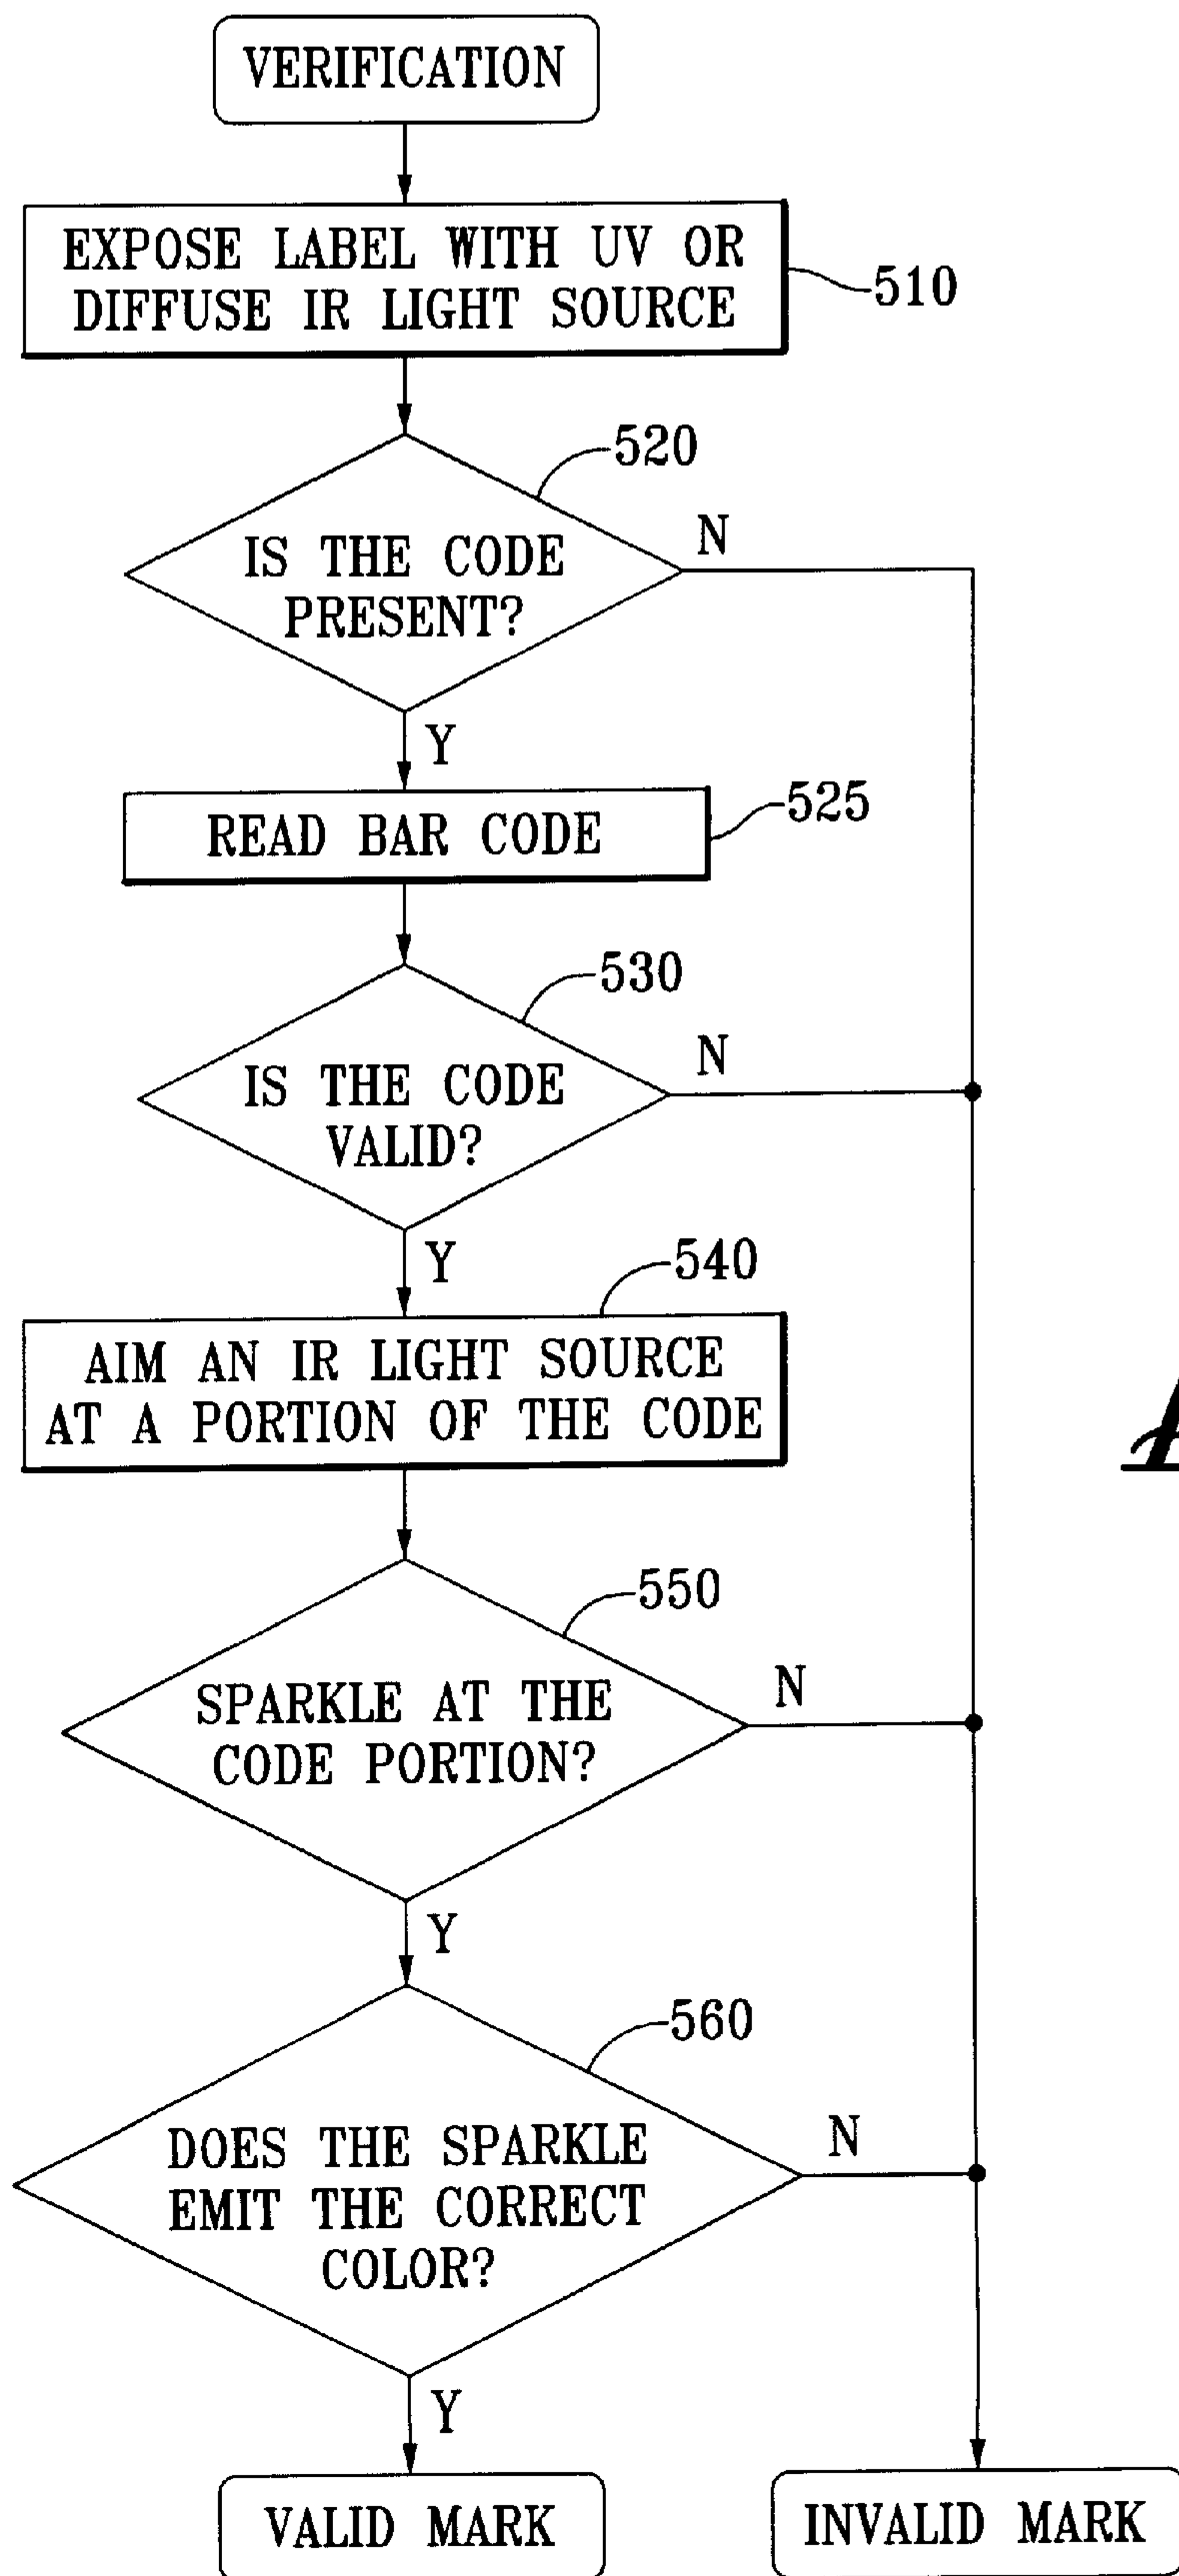 VERIFICATION
EXPOSE LABEL WITH UV OR
DIFFUSE IR LIGHT SOURCE
510
520
IS THE CODE
PRESENT?
N
Y
READ BAR CODE
525
530
IS THE CODE
VALID?
N
Y
540
AIM AN IR LIGHT SOURCE
AT A PORTION OF THE CODE
550
SPARKLE AT THE
CODE PORTION?
N
Y
560
DOES THE SPARKLE
EMIT THE CORRECT
COLOR?
N
Y
VALID MARK
INVALID MARK